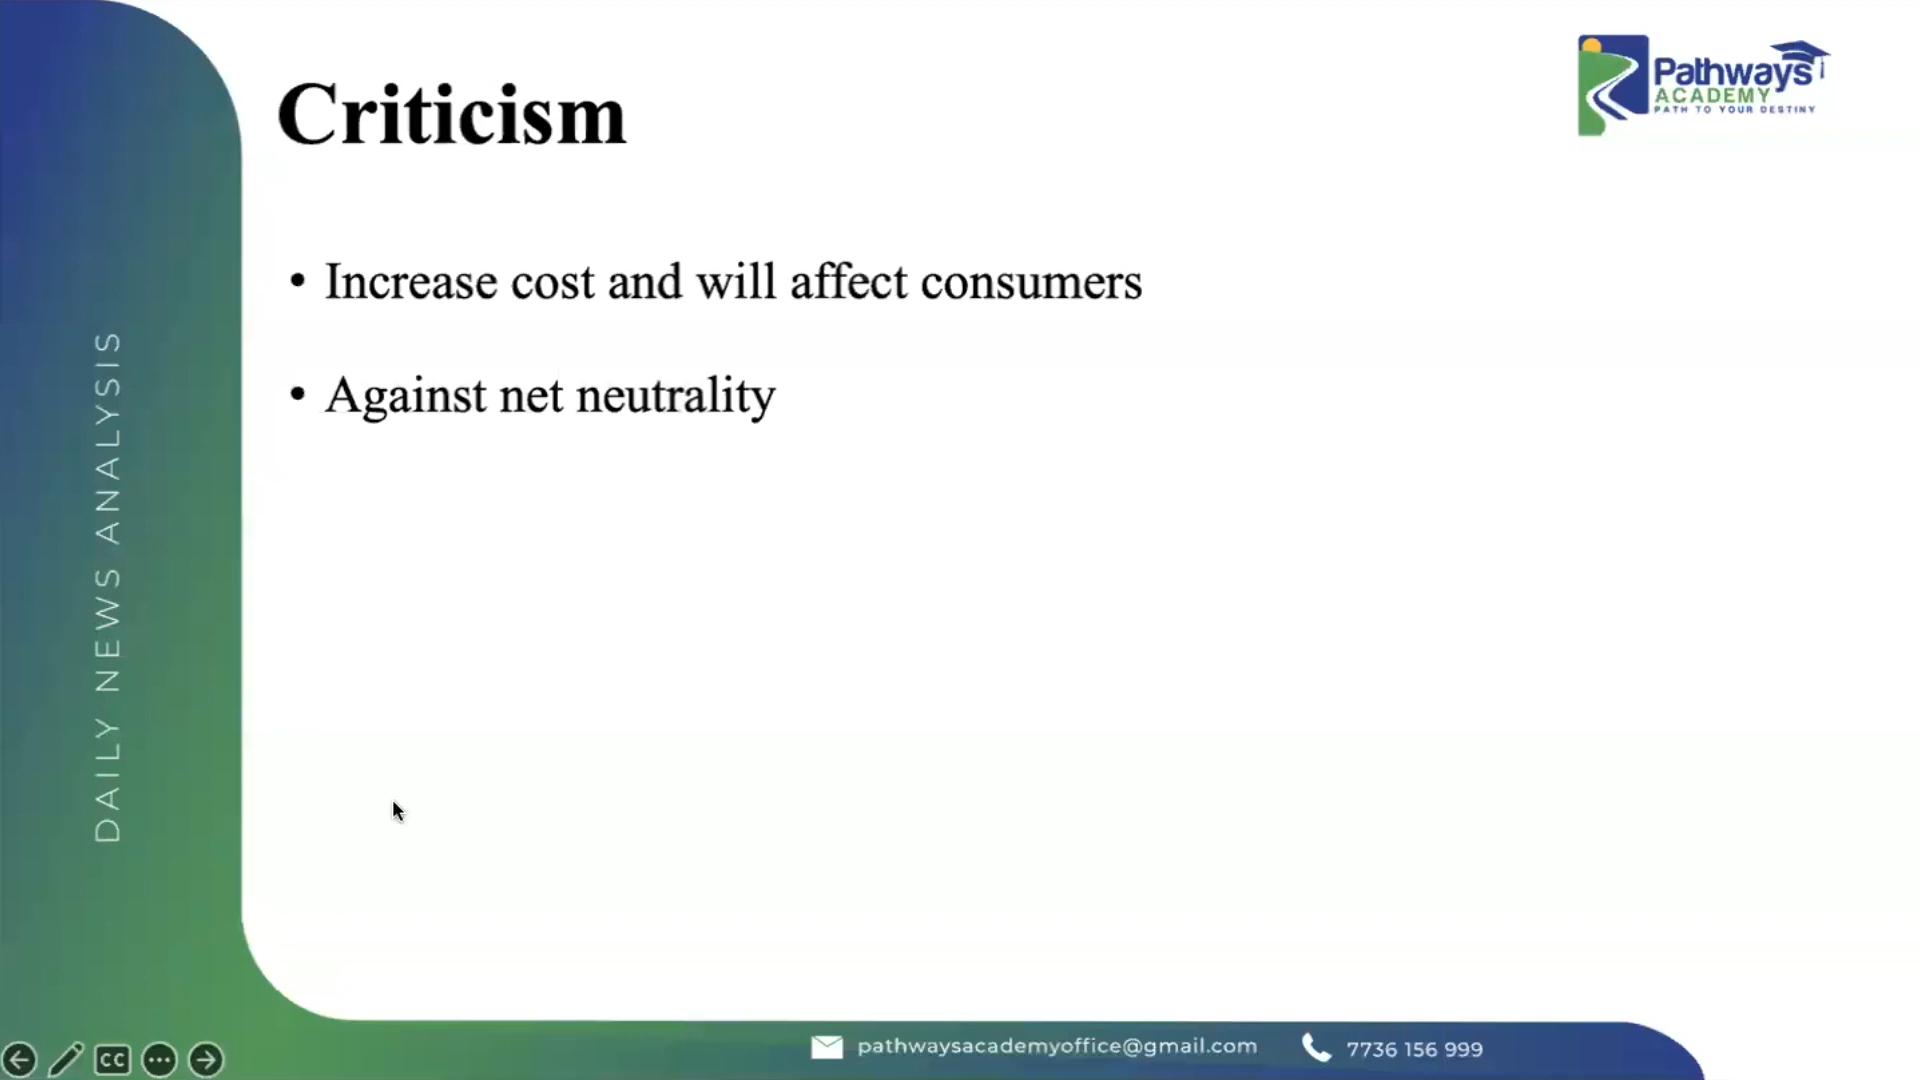 Pathways
ACADEMY
PATH TO YOUR DESTINY
Criticism
• Increase cost and will affect consumers
• Against net neutrality
DAILY NEWS ANALYSIS
pathwaysacademyoffice@gmail.com
7736 156 999
CC